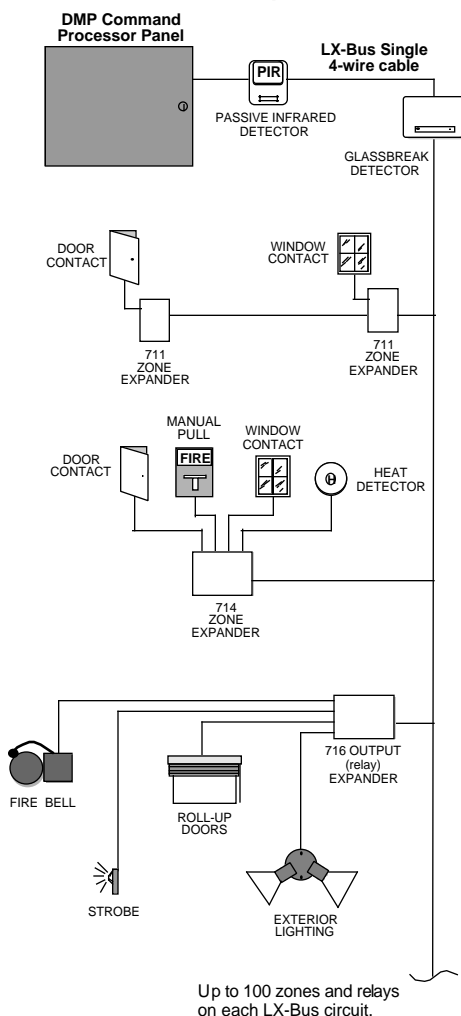 DMP Command
Processor Panel
LX-Bus Single
4-wire cable
PIR
PASSIVE INFRARED
DETECTOR
GLASSBREAK
DETECTOR
DOOR
CONTACT
WINDOW
CONTACT
711
ZONE
EXPANDER
711
ZONE
EXPANDER
MANUAL
PULL
WINDOW
CONTACT
DOOR
CONTACT
FIRE
HEAT
DETECTOR
714
ZONE
EXPANDER
716 OUTPUT
(relay)
EXPANDER
FIRE BELL
ROLL-UP
DOORS
STROBE
EXTERIOR
LIGHTING
Up to 100 zones and relays
on each LX-Bus circuit.